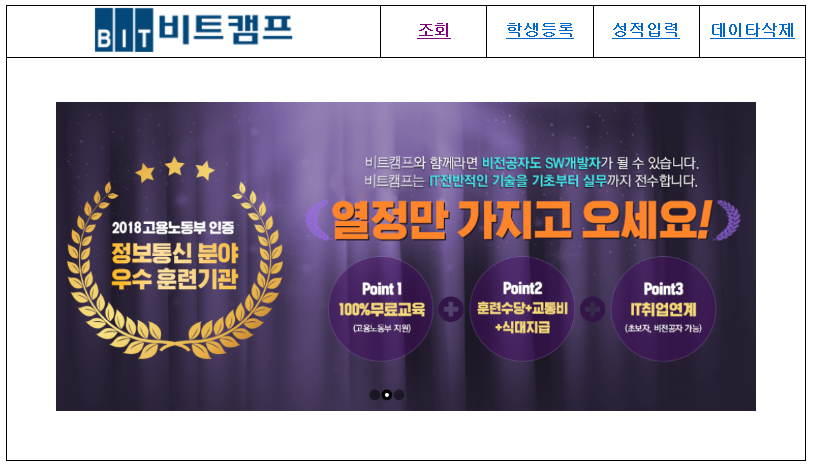 BIT 비트캠프
조회
학생등록
성적입력
데이타삭제
2018 고용노동부 인증
정보통신 분야
우수 훈련기관
비트캠프와 함께라면 비전공자도 SW개발자가 될 수 있습니다.
비트캠프는 IT전반적인 기술을 기초부터 실무까지 전수합니다.
열정만 가지고 오세요!
Point 1
100%무료교육
(고용노동부 지원)
Point2
훈련수당+교통비
+식대지급
Point3
IT취업연계
(초보자, 비전공자 가능)